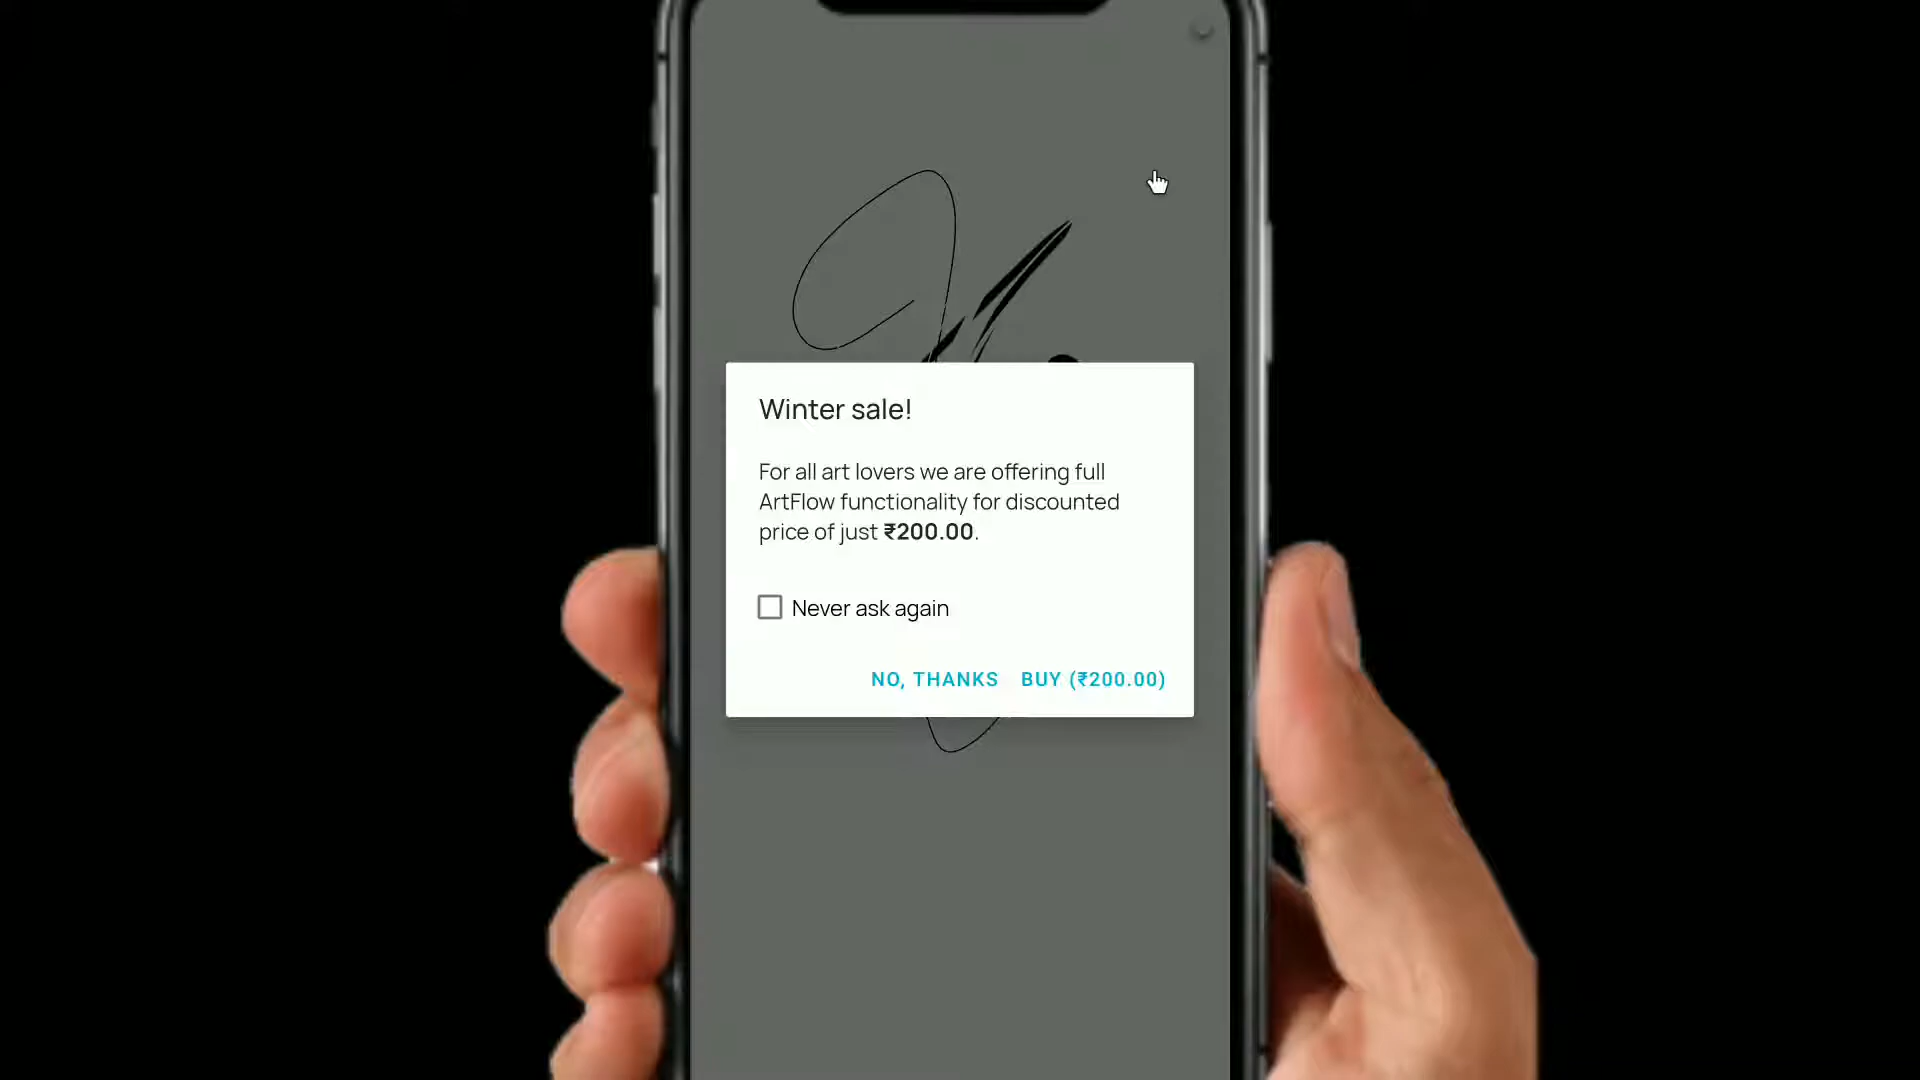 Winter sale!
For all art lovers we are offering full
ArtFlow functionality for discounted
price of just ₹200.00.
Never ask again
NO, THANKS BUY (₹200.00)